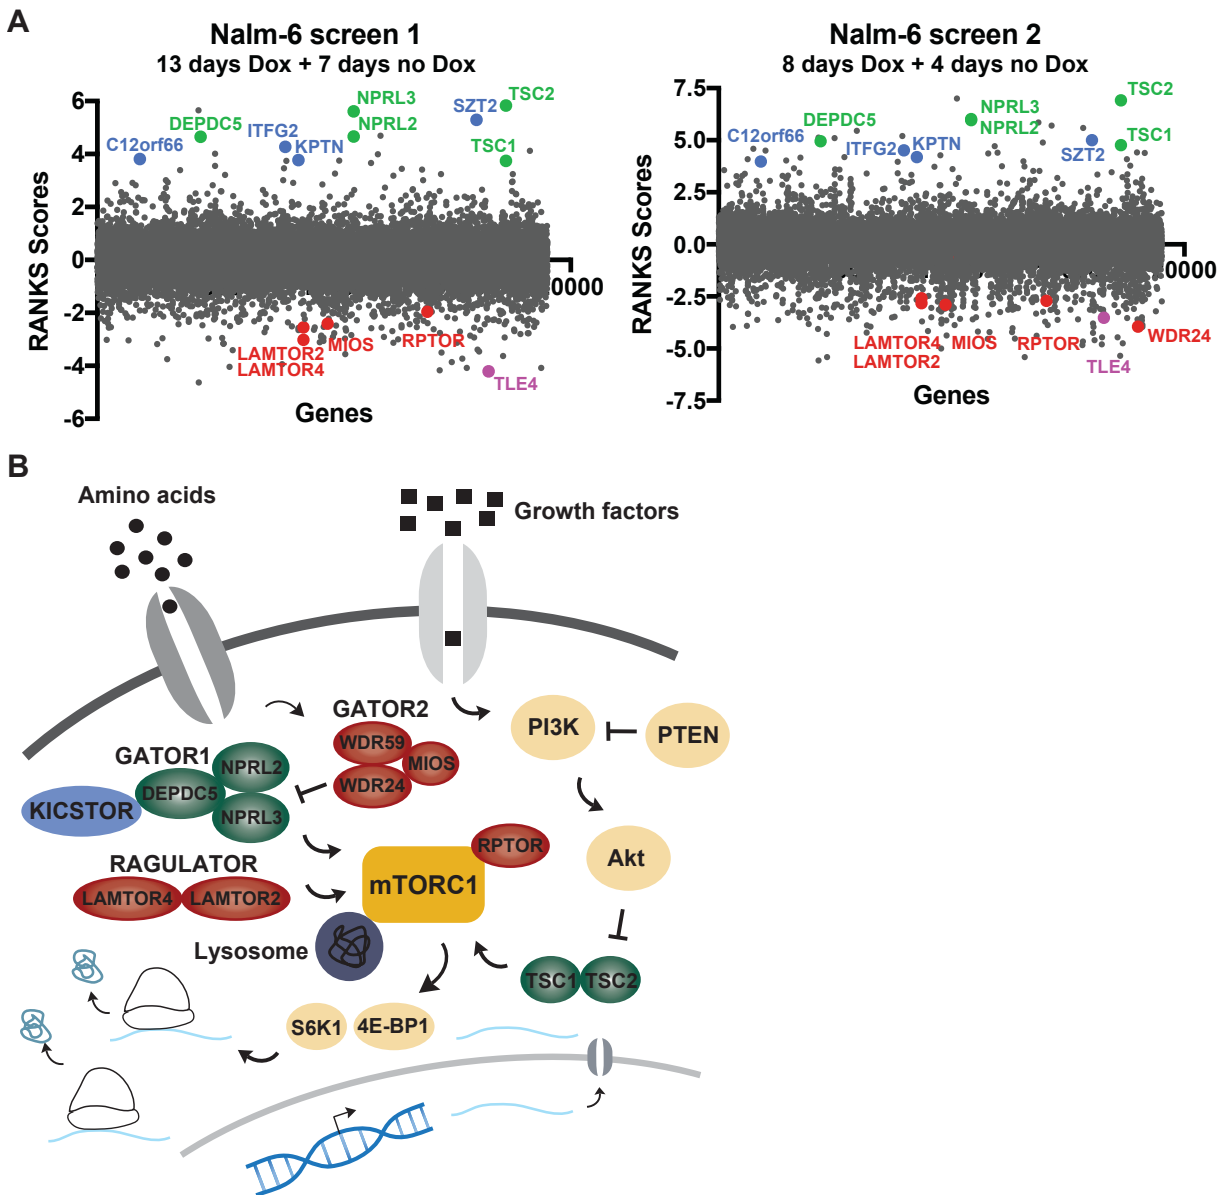 A
Nalm-6 screen 1
13 days Dox + 7 days no Dox
RANKS Scores
6
4
2
0
-2
-4
-6
0000
C12orf66
DEPDC5
ITFG2
KPTN
NPRL3
NPRL2
SZT2
TSC2
TSC1
LAMTOR2
LAMTOR4
MIOS
RPTOR
TLE4
Genes
Nalm-6 screen 2
8 days Dox + 4 days no Dox
RANKS Scores
7.5
5.0
2.5
0.0
-2.5
-5.0
-7.5
0000
C12orf66
DEPDC5
ITFG2
KPTN
NPRL3
NPRL2
SZT2
TSC2
TSC1
LAMTOR4
LAMTOR2
MIOS
RPTOR
WDR24
TLE4
Genes
B
Amino acids
Growth factors
GATOR2
WDR59
MIOS
WDR24
PI3K
PTEN
GATOR1
NPRL2
DEPDC5
NPRL3
KICSTOR
RAGULATOR
LAMTOR4
LAMTOR2
mTORC1
RPTOR
Akt
Lysosome
TSC1
TSC2
S6K1
4E-BP1